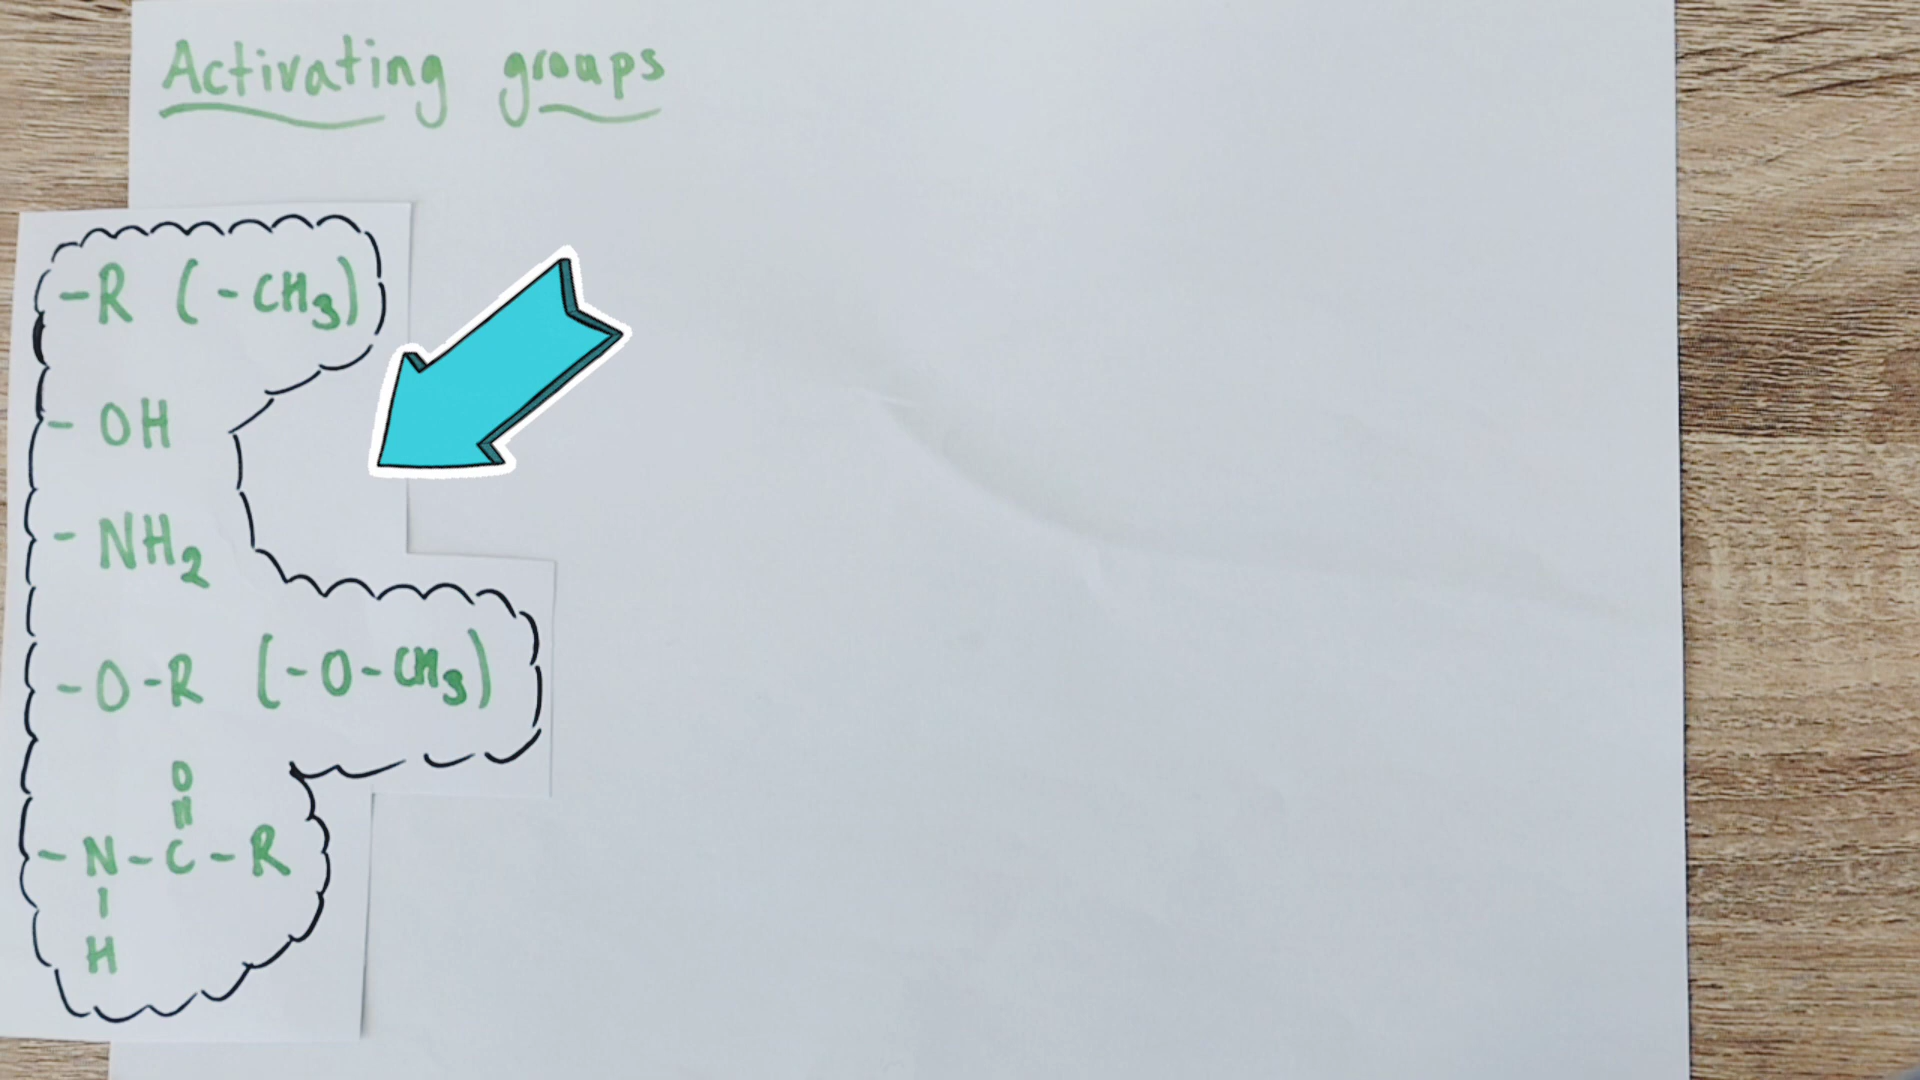 Activating groups
-R (-CH3)
-OH
-NH2
-O-R (-O-CH3)
O
||
-N-C-R
|
H